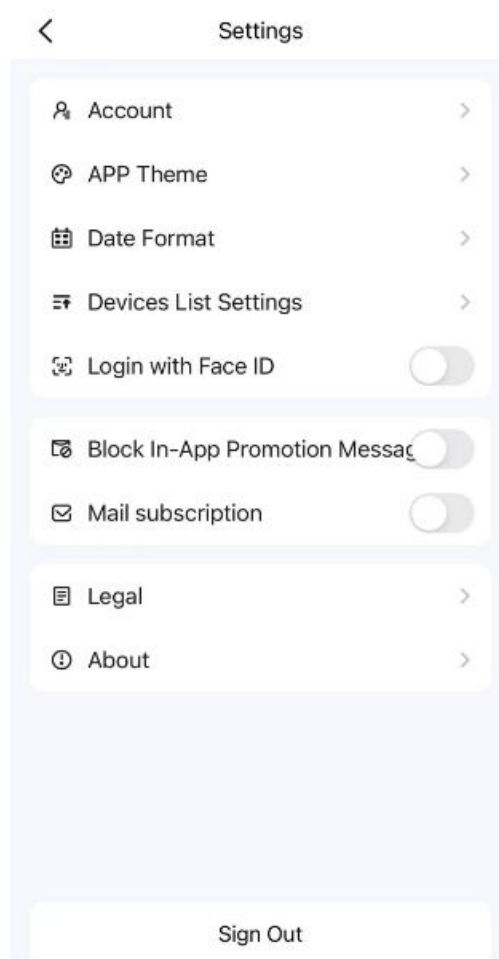 Settings
Account
APP Theme
Date Format
Devices List Settings
Login with Face ID
Block In-App Promotion
Mail subscription
Legal
About
Sign Out